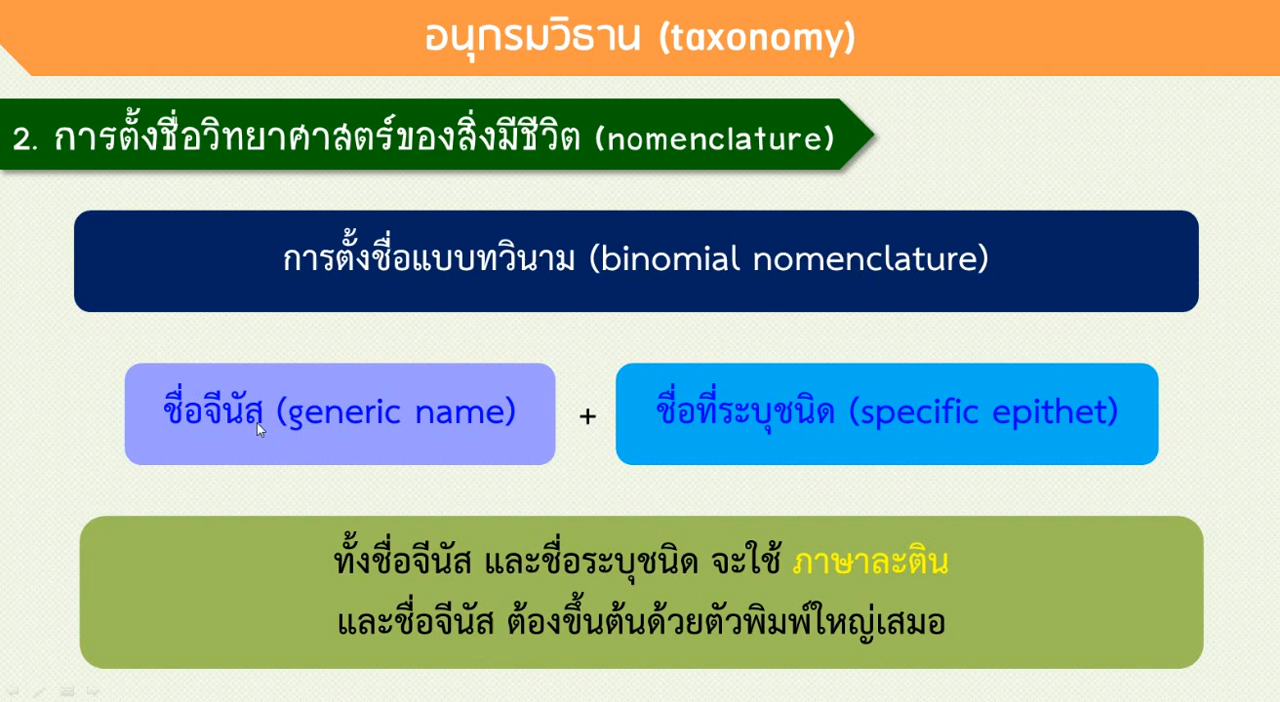 อนุกรมวิธาน (taxonomy)
2. การตั้งชื่อวิทยาศาสตร์ของสิ่งมีชีวิต (nomenclature)
การตั้งชื่อแบบทวินาม (binomial nomenclature)
ชื่อจีนัส (generic name) + ชื่อที่ระบุชนิด (specific epithet)
ทั้งชื่อจีนัส และชื่อระบุชนิด จะใช้ ภาษาละติน
และชื่อจีนัส ต้องขึ้นต้นด้วยตัวพิมพ์ใหญ่เสมอ